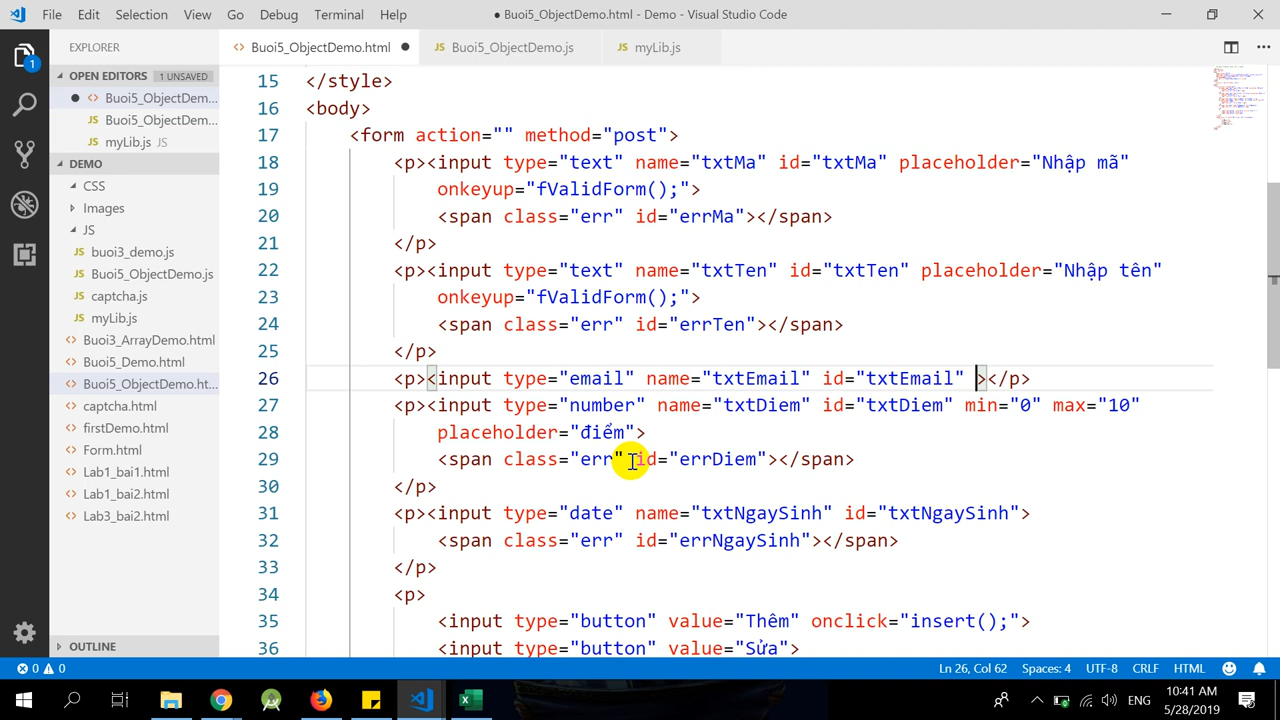 File Edit Selection View Go Debug Terminal Help ● Buoi5_ObjectDemo.html - Demo - Visual Studio Code
EXPLORER
OPEN EDITORS 1 UNSAVED
● <> Buoi5_ObjectDem...
JS Buoi5_ObjectDemo...
JS myLib.js JS
DEMO
CSS
Images
JS
JS buoi3_demo.js
JS Buoi5_ObjectDemo.js
JS captcha.js
JS myLib.js
<> Buoi3_ArrayDemo.html
<> Buoi5_Demo.html
<> Buoi5_ObjectDemo.ht...
<> captcha.html
<> firstDemo.html
<> Form.html
<> Lab1_bai1.html
<> Lab1_bai2.html
<> Lab3_bai2.html
OUTLINE
<> Buoi5_ObjectDemo.html ● JS Buoi5_ObjectDemo.js JS myLib.js
15 </style>
16 <body>
17 <form action="" method="post">
18 <p><input type="text" name="txtMa" id="txtMa" placeholder="Nhập mã"
19 onkeyup="fValidForm();">
20 <span class="err" id="errMa"></span>
21 </p>
22 <p><input type="text" name="txtTen" id="txtTen" placeholder="Nhập tên"
23 onkeyup="fValidForm();">
24 <span class="err" id="errTen"></span>
25 </p>
26 <p><input type="email" name="txtEmail" id="txtEmail" ></p>
27 <p><input type="number" name="txtDiem" id="txtDiem" min="0" max="10"
28 placeholder="điểm">
29 <span class="err" id="errDiem"></span>
30 </p>
31 <p><input type="date" name="txtNgaySinh" id="txtNgaySinh">
32 <span class="err" id="errNgaySinh"></span>
33 </p>
34 <p>
35 <input type="button" value="Thêm" onclick="insert();">
36 <input type="button" value="Sửa">
0 0 Ln 26, Col 62 Spaces: 4 UTF-8 CRLF HTML
1
ENG 10:41 AM
5/28/2019